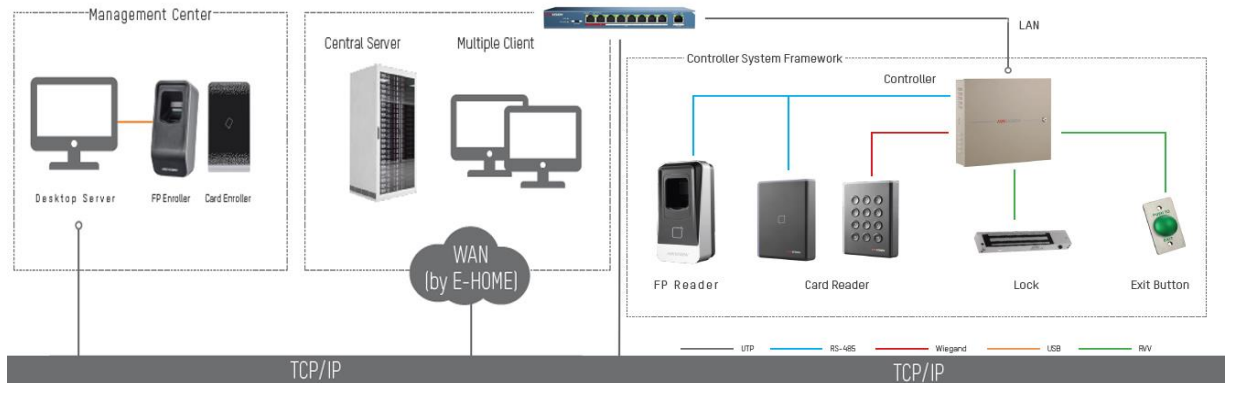 Management Center
Central Server
Multiple Client
LAN
Controller System Framework
Controller
Desktop Server
FP Enroller
Card Enroller
WAN
(by E-HOME)
FP Reader
Card Reader
Lock
Exit Button
UTP
RS-485
Wiegand
USB
RVV
TCP/IP
TCP/IP